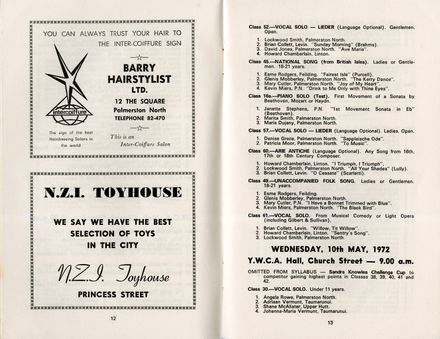 YOU CAN ALWAYS TRUST YOUR HAIR TO
THE INTER-COIFFURE SIGN
BARRY
HAIRSTYLIST
LTD.
12 THE SQUARE
Palmerston North
TELEPHONE 82-470
intercoiffure
The sign of the best
Hairdressing Salons in
the world
This is an
Inter-Coiffure Salon
N.Z.I. TOYHOUSE
WE SAY WE HAVE THE BEST
SELECTION OF TOYS
IN THE CITY
N.Z.I. Toyhouse
PRINCESS STREET
12
Class 52.—VOCAL SOLO — LIEDER (Language Optional). Gentlemen.
Open.
1. Lockwood Smith, Palmerston North.
2. Brian Collett, Levin. "Sunday Morning" (Brahms).
3. David Jones, Palmerston North. "Ave Maria".
4. Howard Chamberlain, Linton.
Class 45.—NATIONAL SONG (from British Isles). Ladies or Gentle-
men. 18-21 years.
1. Esme Rodgers, Feilding. "Fairest Isle" (Purcell).
2. Glenis Mobberley, Palmerston North. "The Kerry Dance".
3. Mary Cutler, Palmerston North. "Joy of My Heart".
4. Kevin Miers, P.N. "Drink to Me Only with Thine Eyes".
Class 16a.—PIANO SOLO (Test). First Movement of a Sonata by
Beethoven, Mozart or Haydn.
1. Janette Stephens, P.N. "1st Movement Sonata in Eb"
(Beethoven).
2. Marita Smith, Palmerston North.
3. Maria Dujany, Palmerston North.
Class 57.—VOCAL SOLO — LIEDER (Language Optional). Ladies. Open.
1. Denise Grace, Palmerston North. "Sapphische Ode".
2. Patricia Moor, Palmerston North. "To Music".
Class 60.—ARE ANTICHE (Language Optional). Any Song from 16th,
17th or 18th Century Composer.
1. Howard Chamberlain, Linton. "I Triumph, I Triumph".
2. Lockwood Smith, Palmerston North. "All Your Shades" (Lully).
3. Brian Collett, Levin. "O Cessate" (Scarletti).
Class 49.—UNACCOMPANIED FOLK SONG. Ladies or Gentlemen.
18-21 years.
1. Esme Rodgers, Feilding.
2. Glenis Mobberley, Palmerston North.
3. Mary Cutler, P.N. "I Have a Bonnet Trimmed with Blue".
4. Kevin Miers, Palmerston North. "The Black Bird".
Class 61.—VOCAL SOLO. From Musical Comedy or Light Opera
(including Gilbert & Sullivan).
1. Brian Collett, Levin. "Willow, Tit Willow".
2. Howard Chamberlain, Linton. "Sentry's Song".
3. Lockwood Smith, Palmerston North.
WEDNESDAY, 10th MAY, 1972
Y.W.C.A. Hall, Church Street — 9.00 a.m.
OMITTED FROM SYLLABUS — Sandra Knowles Challenge Cup to
competitor gaining highest points in Classes 38, 39, 40, 41 and
42.
Class 30.—VOCAL SOLO. Under 11 years.
1. Angela Rowe, Palmerston North.
2. Adriaan Vermunt, Taumarunui.
3. Shane McAlister, Upper Hutt.
4. Johanna-Maria Vermunt, Taumarunui.
13